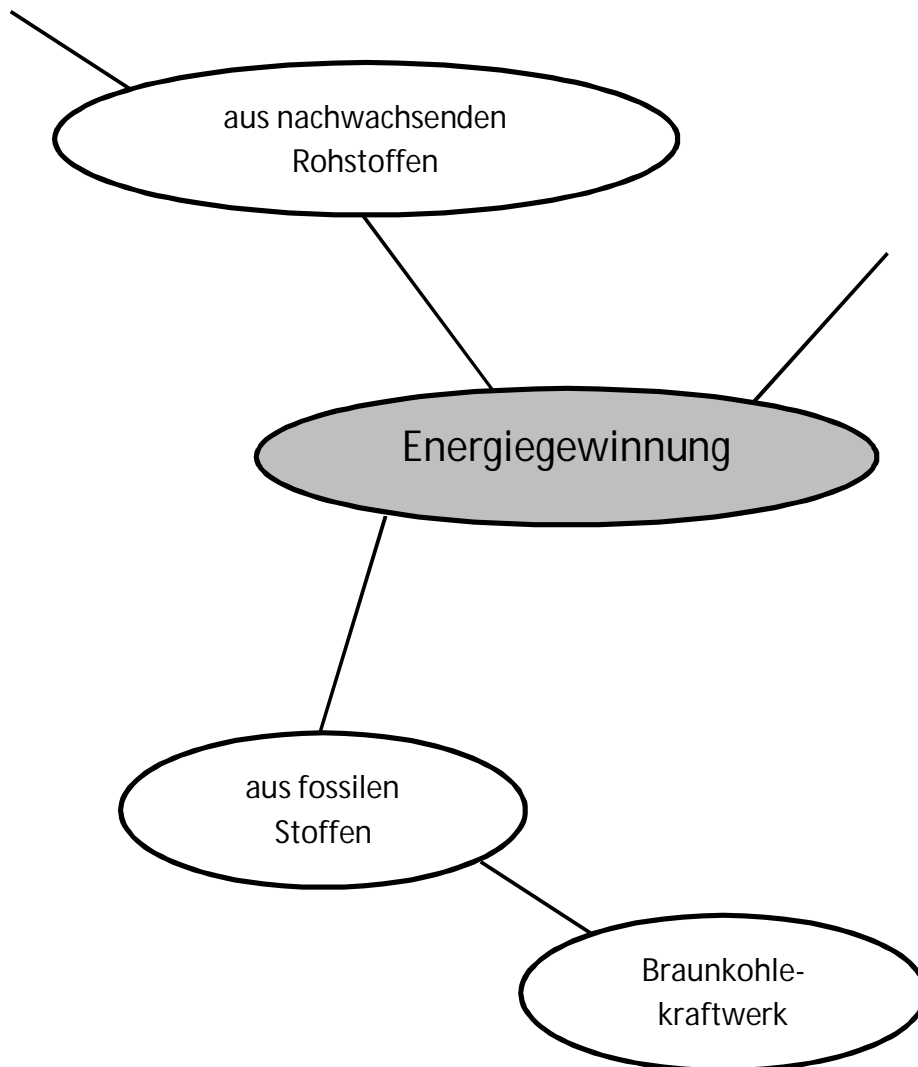 aus nachwachsenden
Rohstoffen
Energiegewinnung
aus fossilen
Stoffen
Braunkohle-
kraftwerk